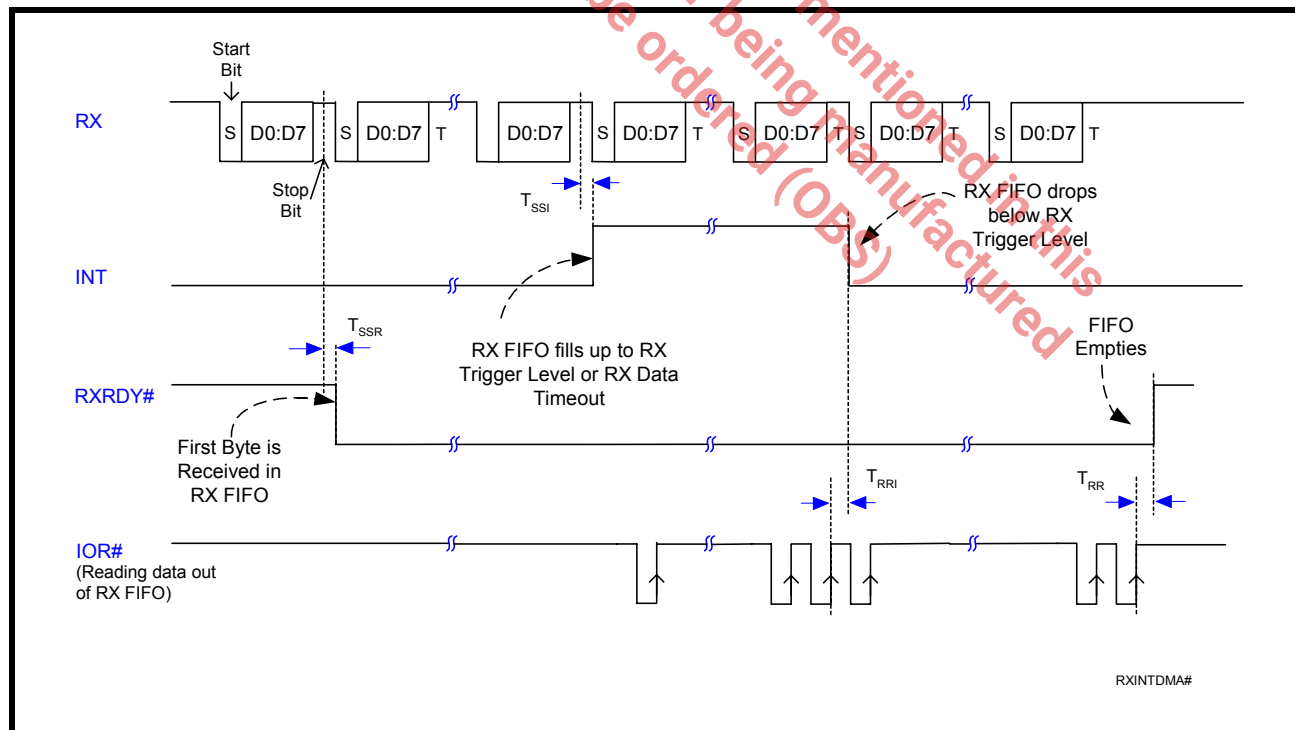 mentioned in this
being manufactured
be ordered (OBS)
Start
Bit
RX
S D0:D7 S D0:D7 T D0:D7 S D0:D7 T S D0:D7 T S D0:D7 T S D0:D7 T
Stop
Bit
TSSI
RX FIFO drops
below RX
Trigger Level
INT
TSSR
RX FIFO fills up to RX
Trigger Level or RX Data
Timeout
FIFO
Empties
RXRDY#
First Byte is
Received in
RX FIFO
TRRI
TRR
IOR#
(Reading data out
of RX FIFO)
RXINTDMA#